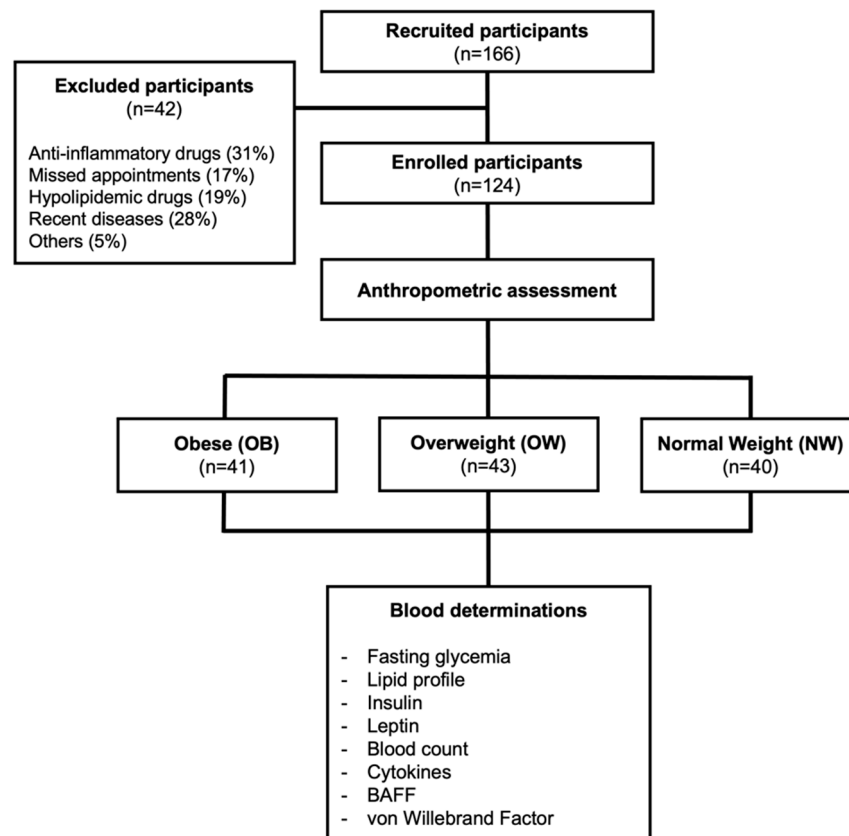 Recruited participants
(n=166)
Excluded participants
(n=42)
Anti-inflammatory drugs (31%)
Missed appointments (17%)
Hypolipidemic drugs (19%)
Recent diseases (28%)
Others (5%)
Enrolled participants
(n=124)
Anthropometric assessment
Obese (OB)
(n=41)
Overweight (OW)
(n=43)
Normal Weight (NW)
(n=40)
Blood determinations
- Fasting glycemia
- Lipid profile
- Insulin
- Leptin
- Blood count
- Cytokines
- BAFF
- von Willebrand Factor